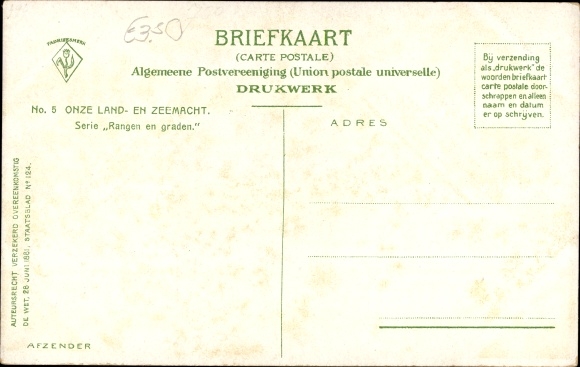 FABRIEKSMERK
E3.50
BRIEFKAART
(CARTE POSTALE)
Algemeene Postvereeniging (Union postale universelle)
DRUKWERK
Bij verzending
als „drukwerk" de
woorden briefkaart
carte postale door-
schrappen en alleen
naam en datum
er op schrijven.
No. 5 ONZE LAND- EN ZEEMACHT.
Serie „Rangen en graden."
ADRES
AUTEURSRECHT VERZEKERD OVEREENKOMSTIG
DE WET, 28 JUNI 1881, STAATSBLAD No 124.
AFZENDER